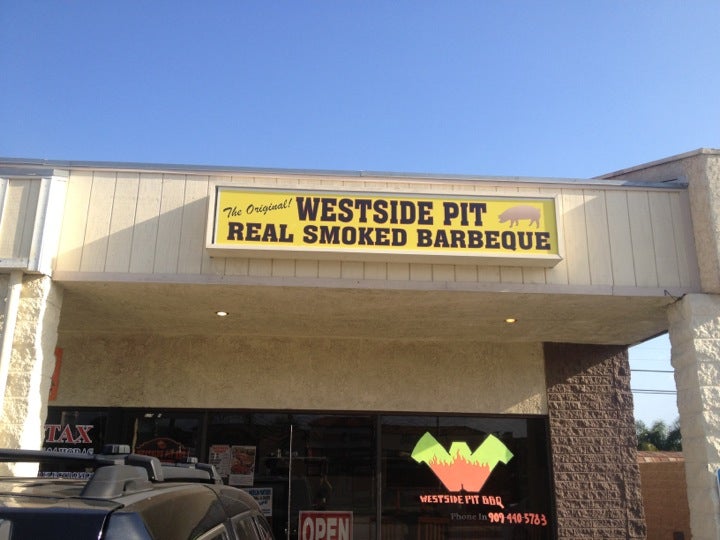 The Original! WESTSIDE PIT
REAL SMOKED BARBEQUE
TAX
WESTSIDE PIT BBQ
Phone In 909-440-5783
OPEN